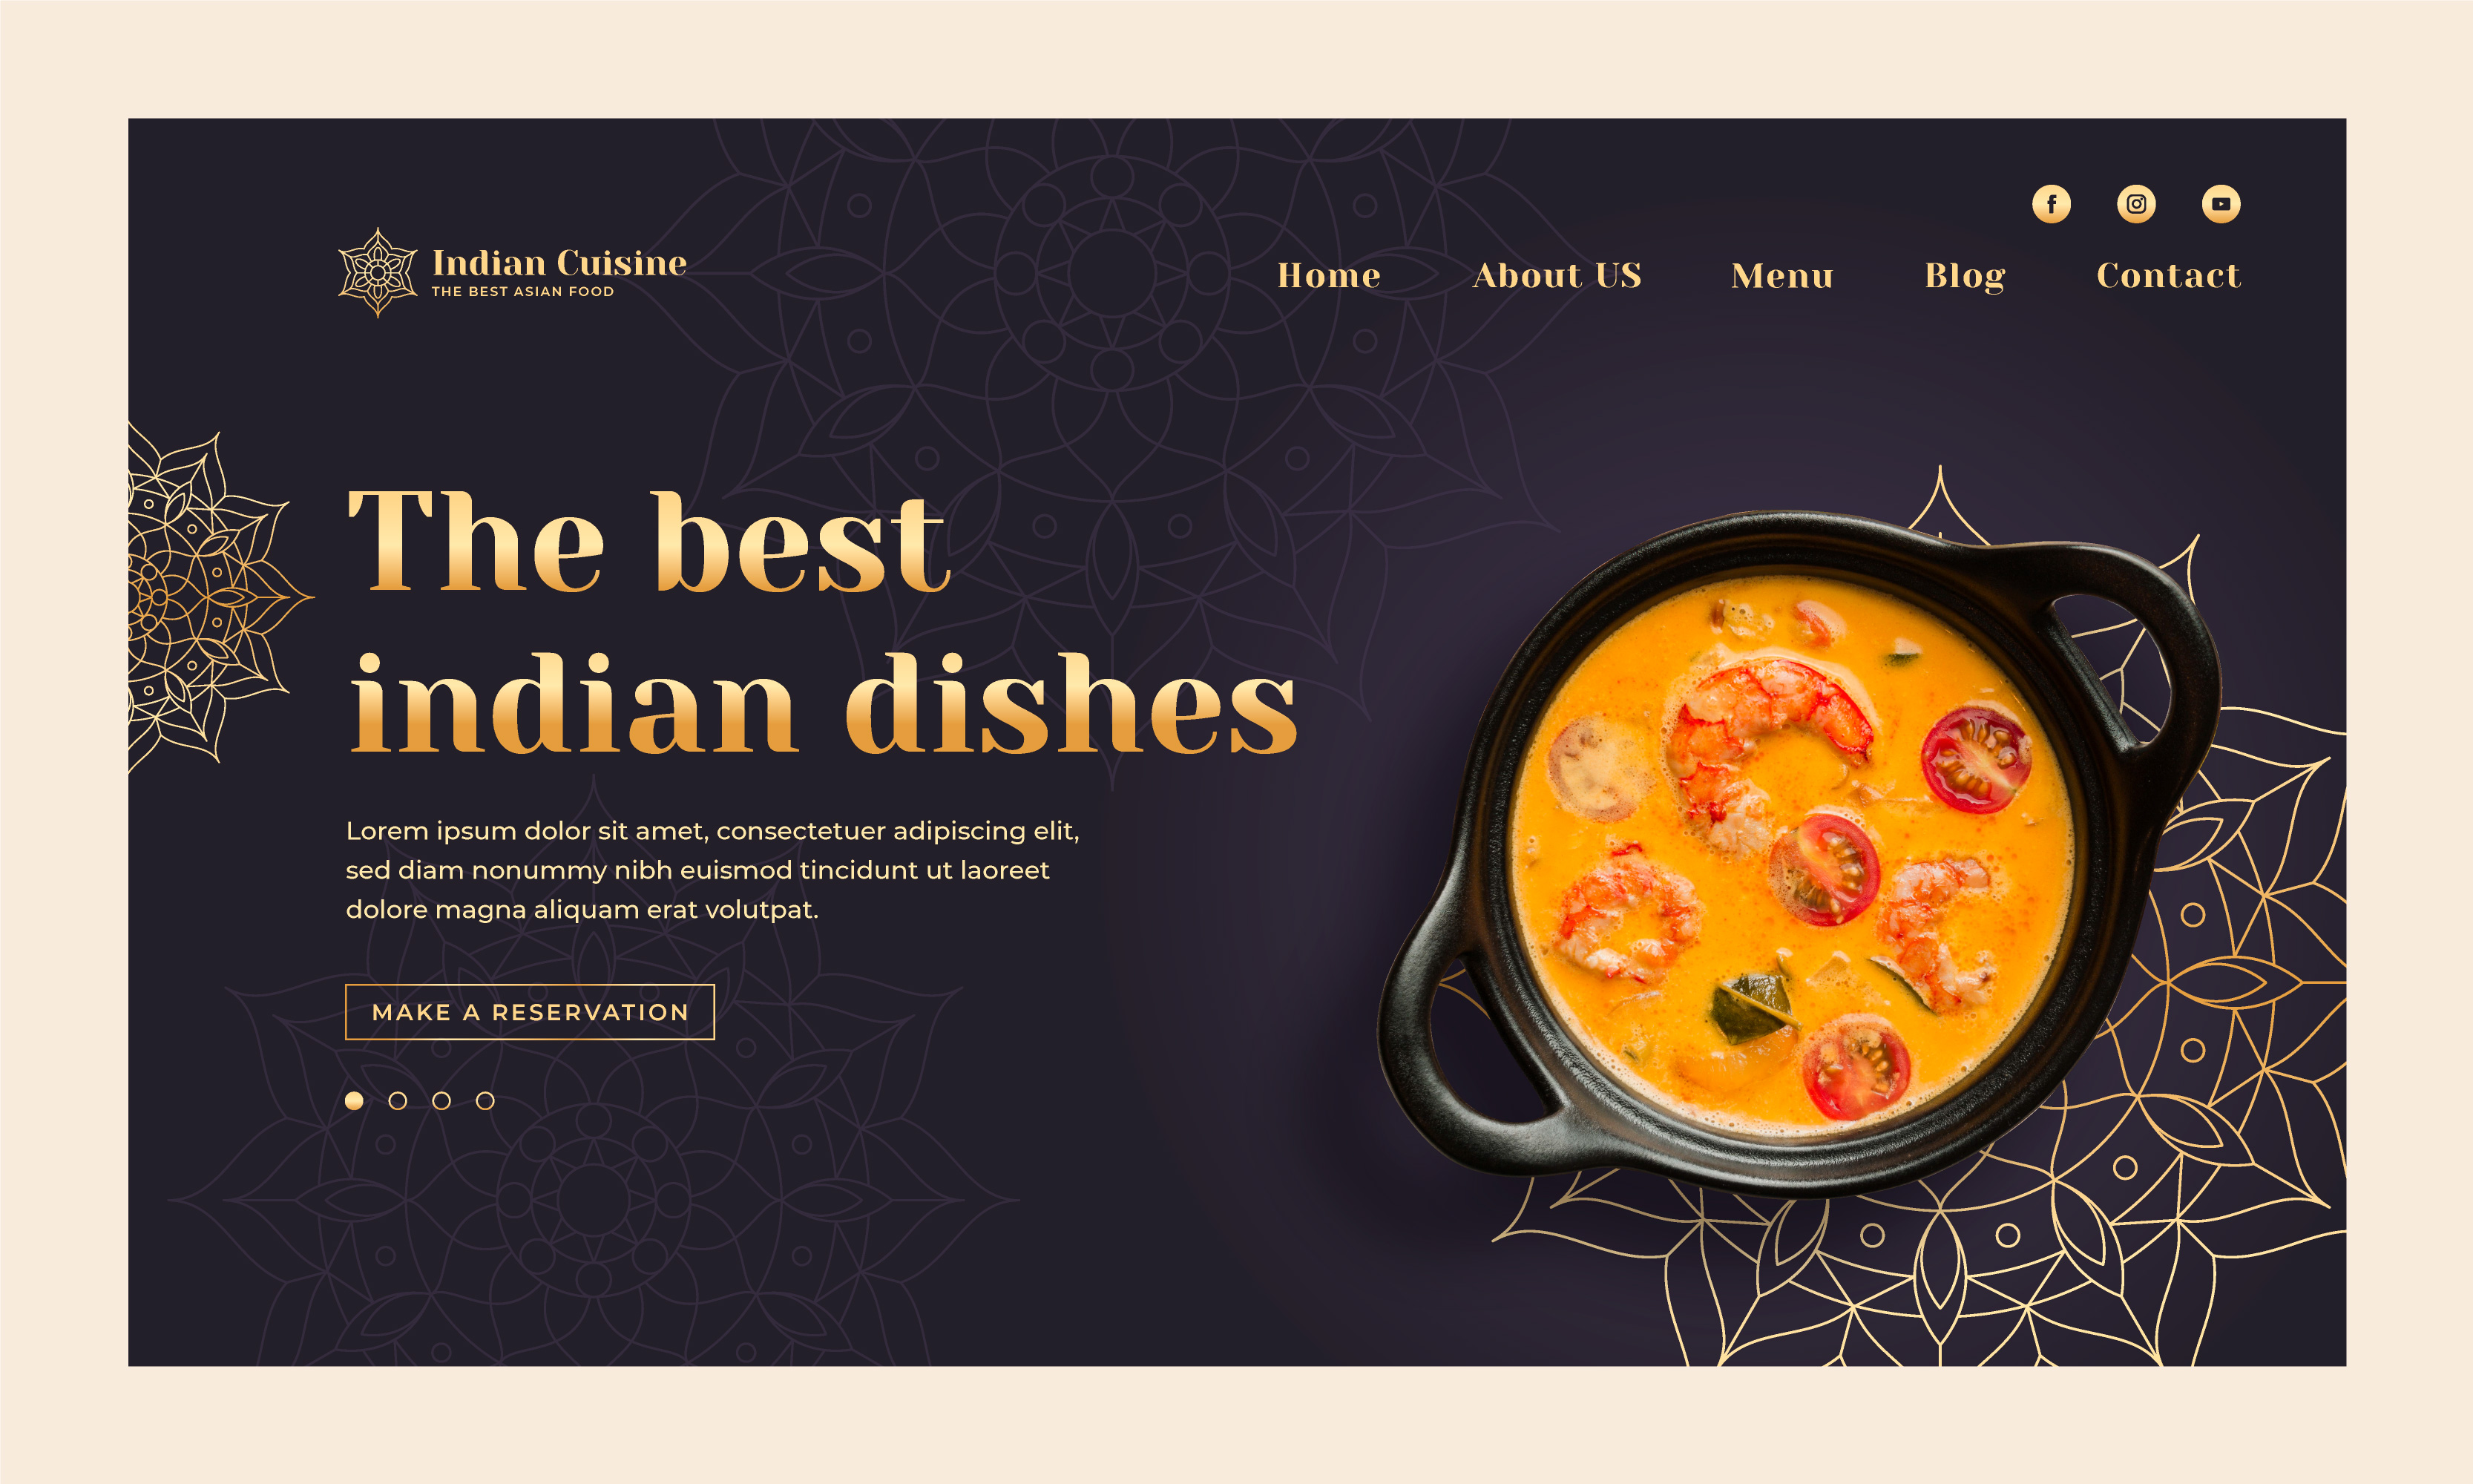 Indian Cuisine
THE BEST ASIAN FOOD
Home About US Menu Blog Contact
The best
indian dishes
Lorem ipsum dolor sit amet, consectetuer adipiscing elit,
sed diam nonummy nibh euismod tincidunt ut laoreet
dolore magna aliquam erat volutpat.
MAKE A RESERVATION